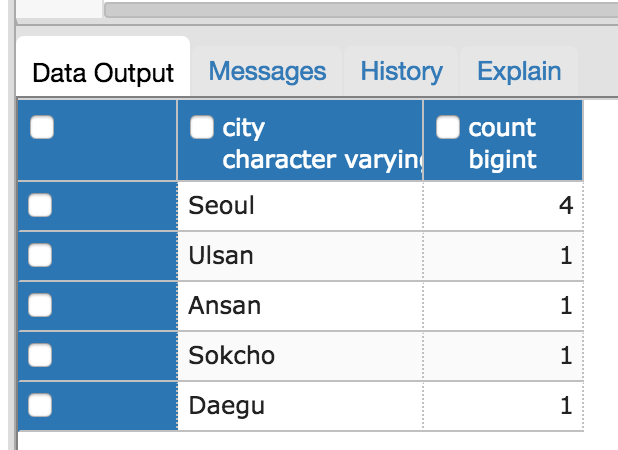 Data Output Messages History Explain
city count
character varying bigint
Seoul 4
Ulsan 1
Ansan 1
Sokcho 1
Daegu 1